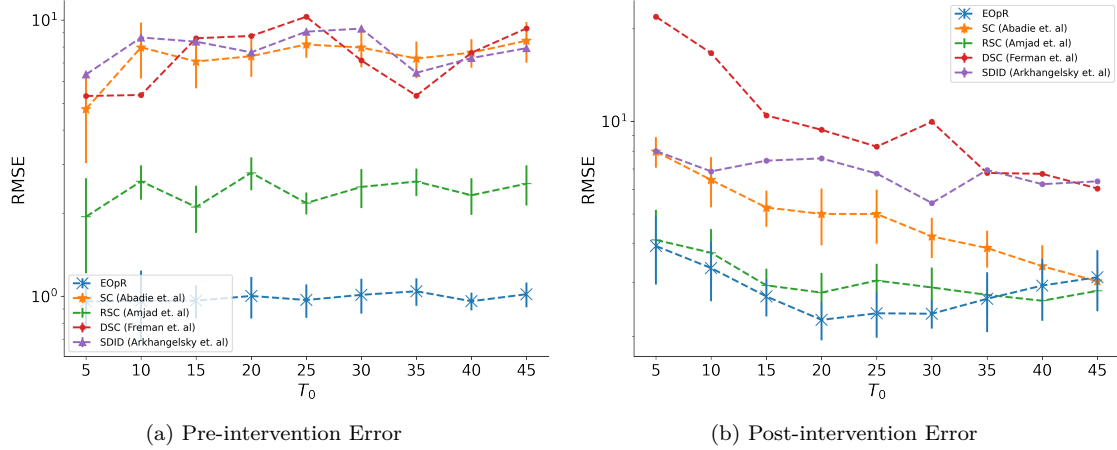 10¹
10⁰
RMSE
EOpR
SC (Abadie et. al)
RSC (Amjad et. al)
DSC (Freman et. al)
SDID (Arkhangelsky et. al)
5 10 15 20 25 30 35 40 45
T₀
(a) Pre-intervention Error
10¹
RMSE
EOpR
SC (Abadie et. al)
RSC (Amjad et. al)
DSC (Ferman et. al)
SDID (Arkhangelsky et. al)
5 10 15 20 25 30 35 40 45
T₀
(b) Post-intervention Error